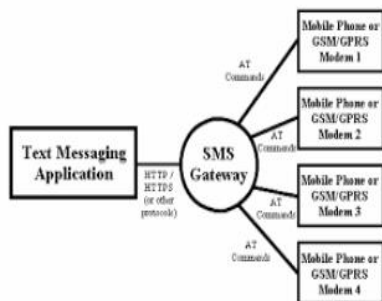 Mobile Phone or
GSM/GPRS
Modem 1
AT
Commands
Mobile Phone or
GSM/GPRS
Modem 2
AT
Commands
Text Messaging
Application
HTTP /
HTTPS
(or other
protocols)
SMS
Gateway
AT
Commands
Mobile Phone or
GSM/GPRS
Modem 3
AT
Commands
Mobile Phone or
GSM/GPRS
Modem 4